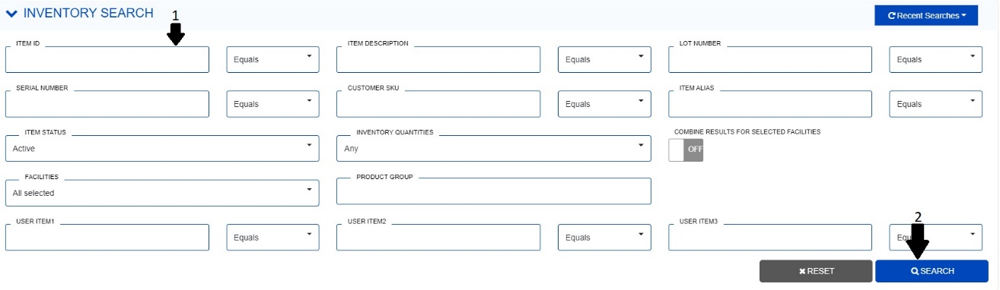 INVENTORY SEARCH
1
Recent Searches
ITEM ID
Equals
ITEM DESCRIPTION
Equals
LOT NUMBER
Equals
SERIAL NUMBER
Equals
CUSTOMER SKU
Equals
ITEM ALIAS
Equals
ITEM STATUS
Active
INVENTORY QUANTITIES
Any
COMBINE RESULTS FOR SELECTED FACILITIES
OFF
FACILITIES
All selected
PRODUCT GROUP
USER ITEM1
Equals
USER ITEM2
Equals
USER ITEM3
2
RESET
SEARCH